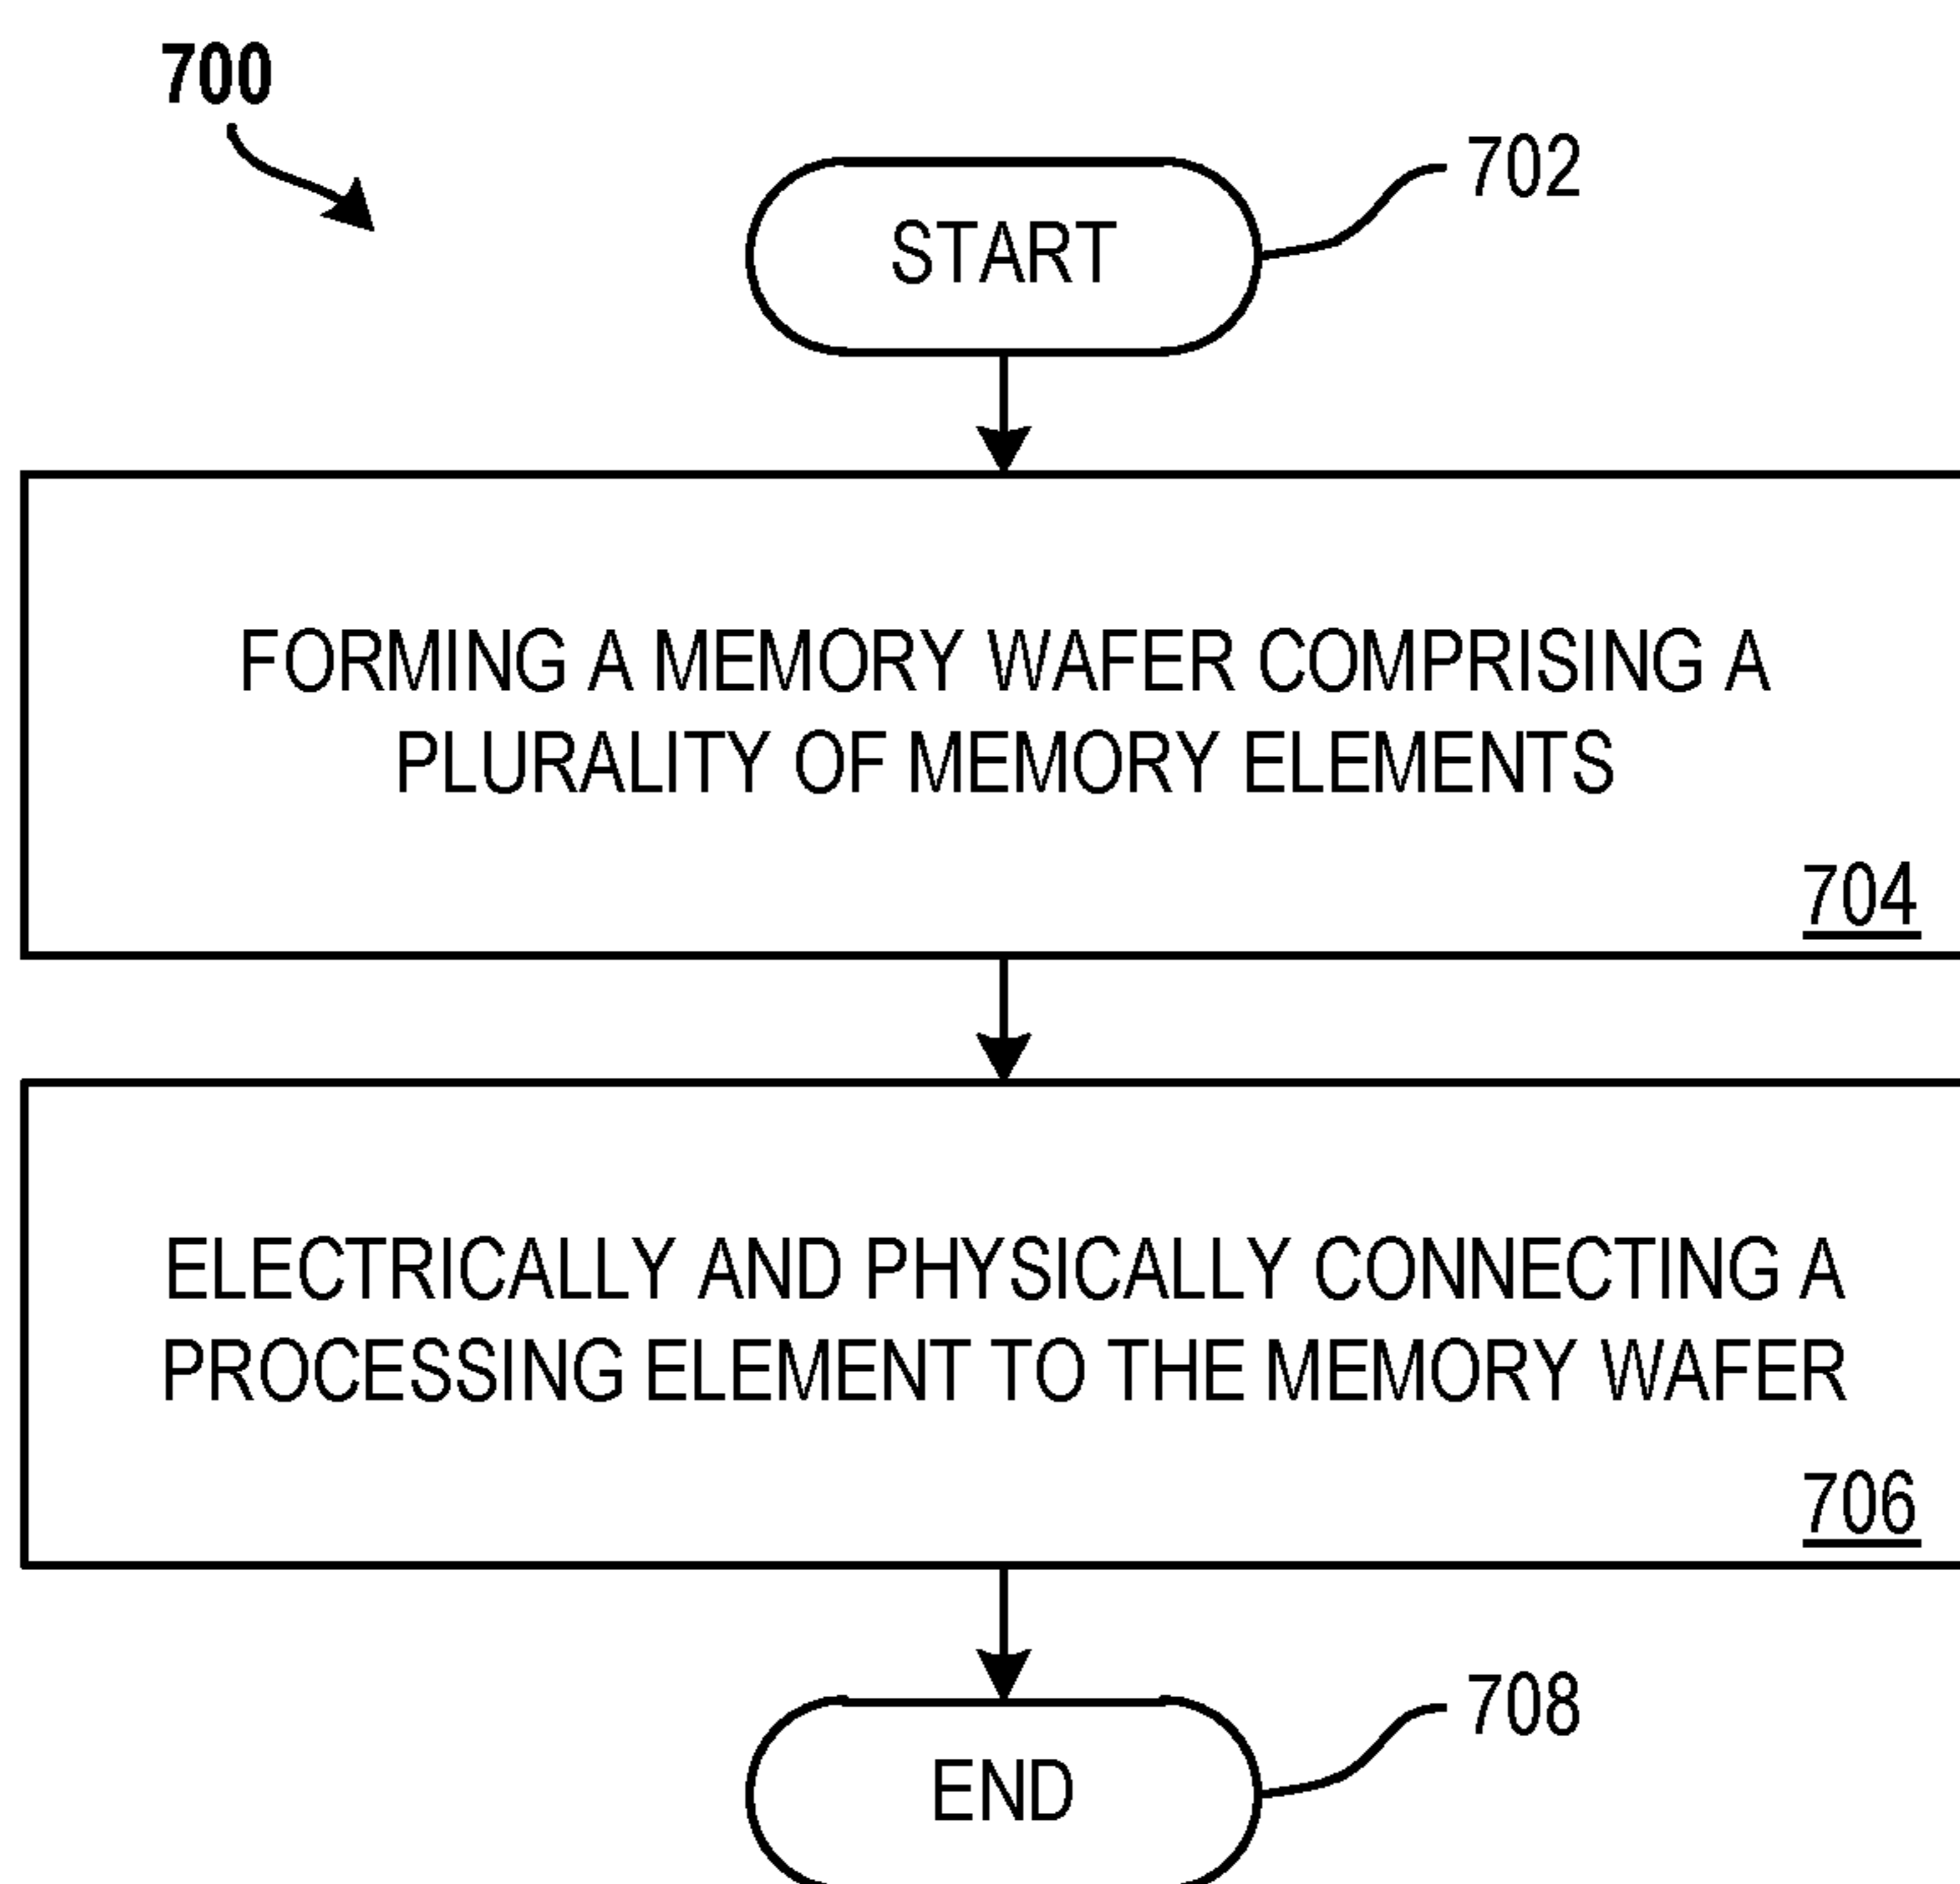 700
702
START
FORMING A MEMORY WAFER COMPRISING A
PLURALITY OF MEMORY ELEMENTS
704
ELECTRICALLY AND PHYSICALLY CONNECTING A
PROCESSING ELEMENT TO THE MEMORY WAFER
706
708
END